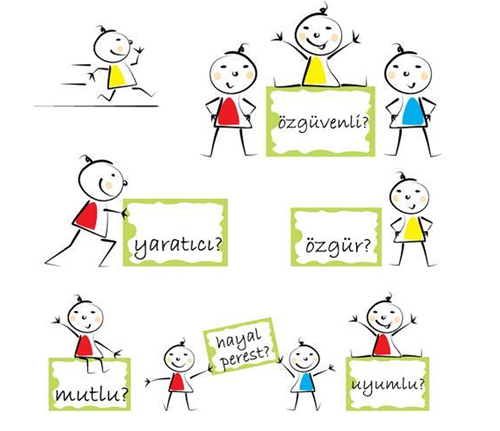 özgüvenli?
yaratıcı?
özgür?
hayal
perest?
mutlu?
uyumlu?